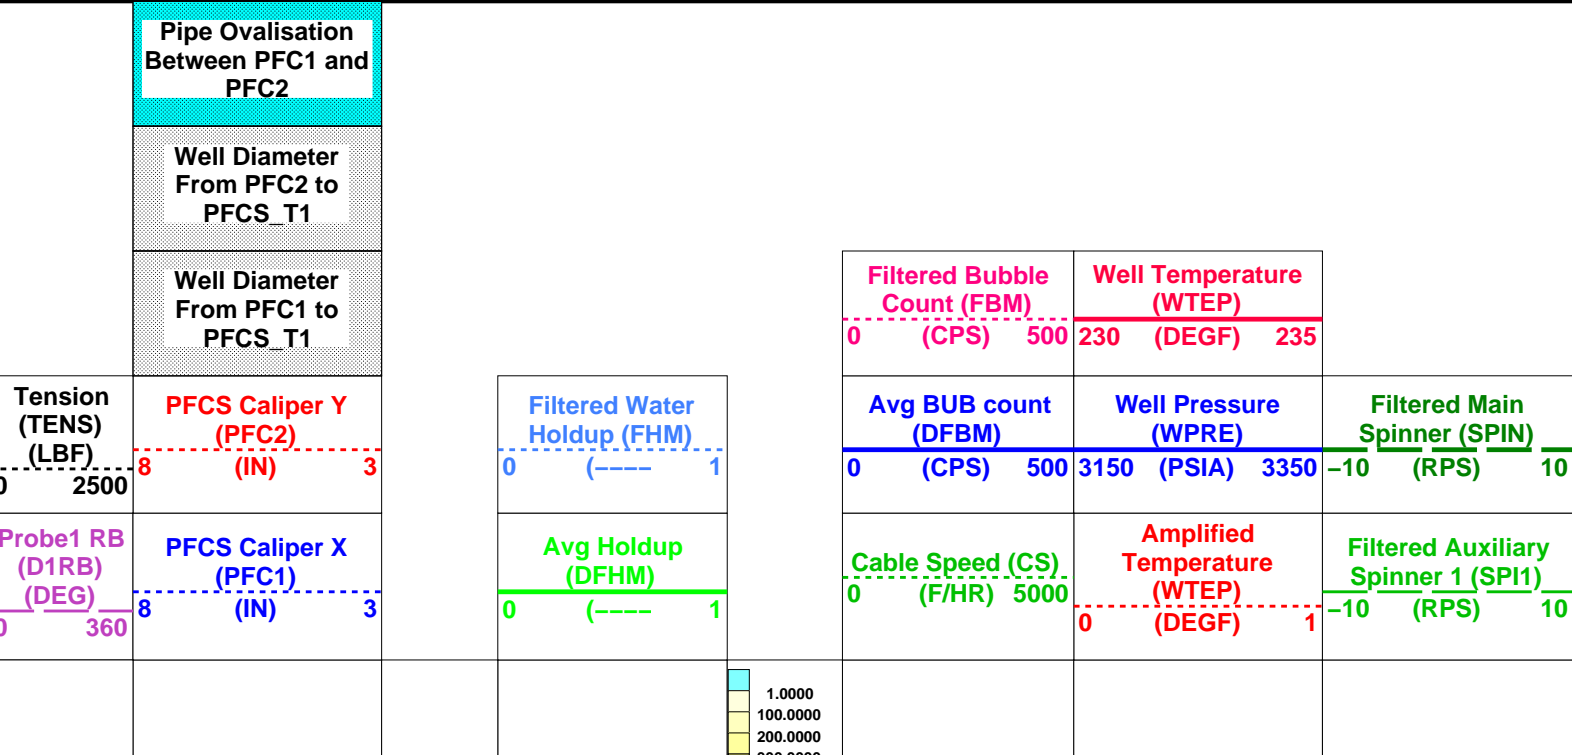 Pipe Ovalisation
Between PFC1 and
PFC2
Well Diameter
From PFC2 to
PFCS_T1
Well Diameter
From PFC1 to
PFCS_T1
Filtered Bubble
Count (FBM)
0 (CPS) 500
Well Temperature
(WTEP)
230 (DEGF) 235
Tension
(TENS)
(LBF)
0 2500
PFCS Caliper Y
(PFC2)
8 (IN) 3
Filtered Water
Holdup (FHM)
0 (---- 1
Avg BUB count
(DFBM)
0 (CPS) 500
Well Pressure
(WPRE)
3150 (PSIA) 3350
Filtered Main
Spinner (SPIN)
−10 (RPS) 10
Probe1 RB
(D1RB)
(DEG)
0 360
PFCS Caliper X
(PFC1)
8 (IN) 3
Avg Holdup
(DFHM)
0 (---- 1
Cable Speed (CS)
0 (F/HR) 5000
Amplified
Temperature
(WTEP)
0 (DEGF) 1
Filtered Auxiliary
Spinner 1 (SPI1)
−10 (RPS) 10
1.0000
100.0000
200.0000